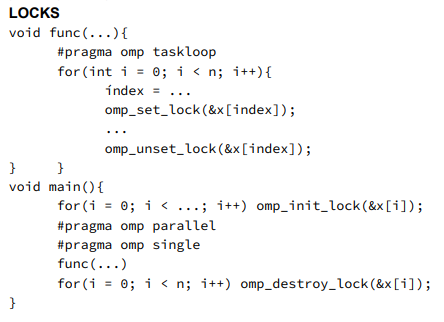 LOCKS
void func(...){
#pragma omp taskloop
for(int i = 0; i < n; i++){
índex = ...
omp_set_lock(&x[index]);
...
omp_unset_lock(&x[index]);
} }
void main(){
for(i = 0; i < ...; i++) omp_init_lock(&x[i]);
#pragma omp parallel
#pragma omp single
func(...)
for(i = 0; i < n; i++) omp_destroy_lock(&x[i]);
}